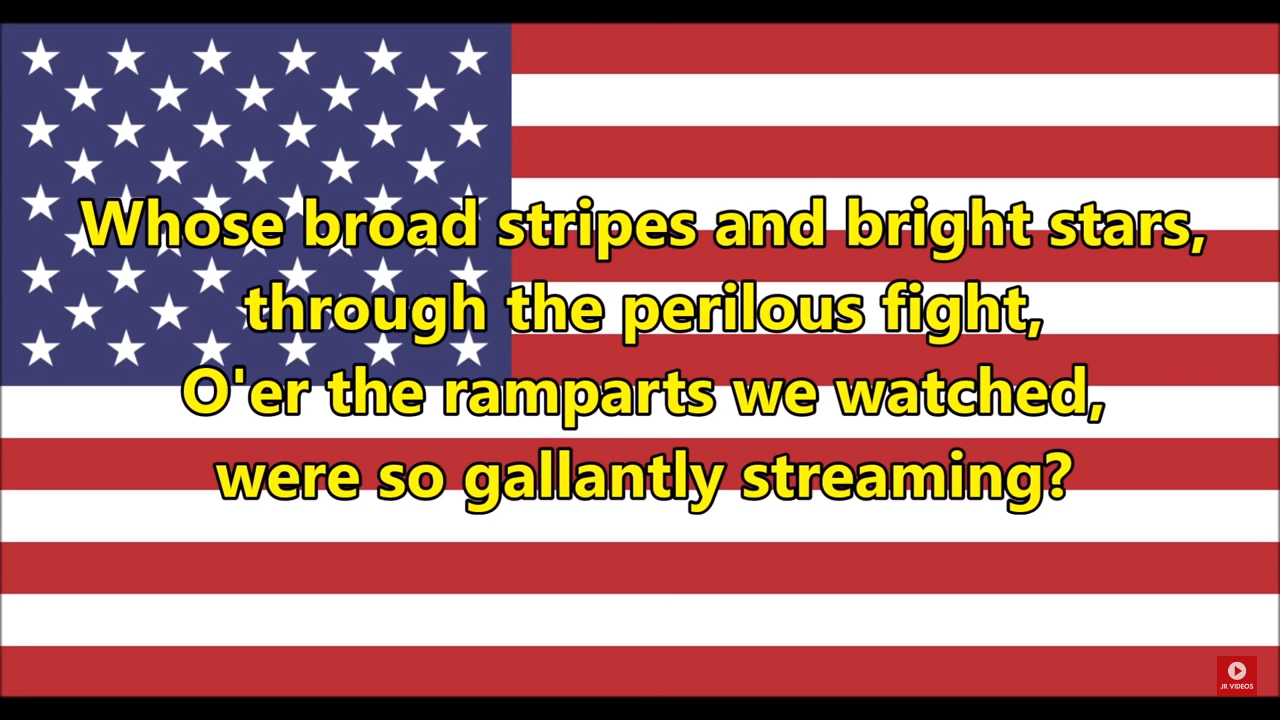 Whose broad stripes and bright stars,
through the perilous fight,
O'er the ramparts we watched,
were so gallantly streaming?
JR VIDEOS